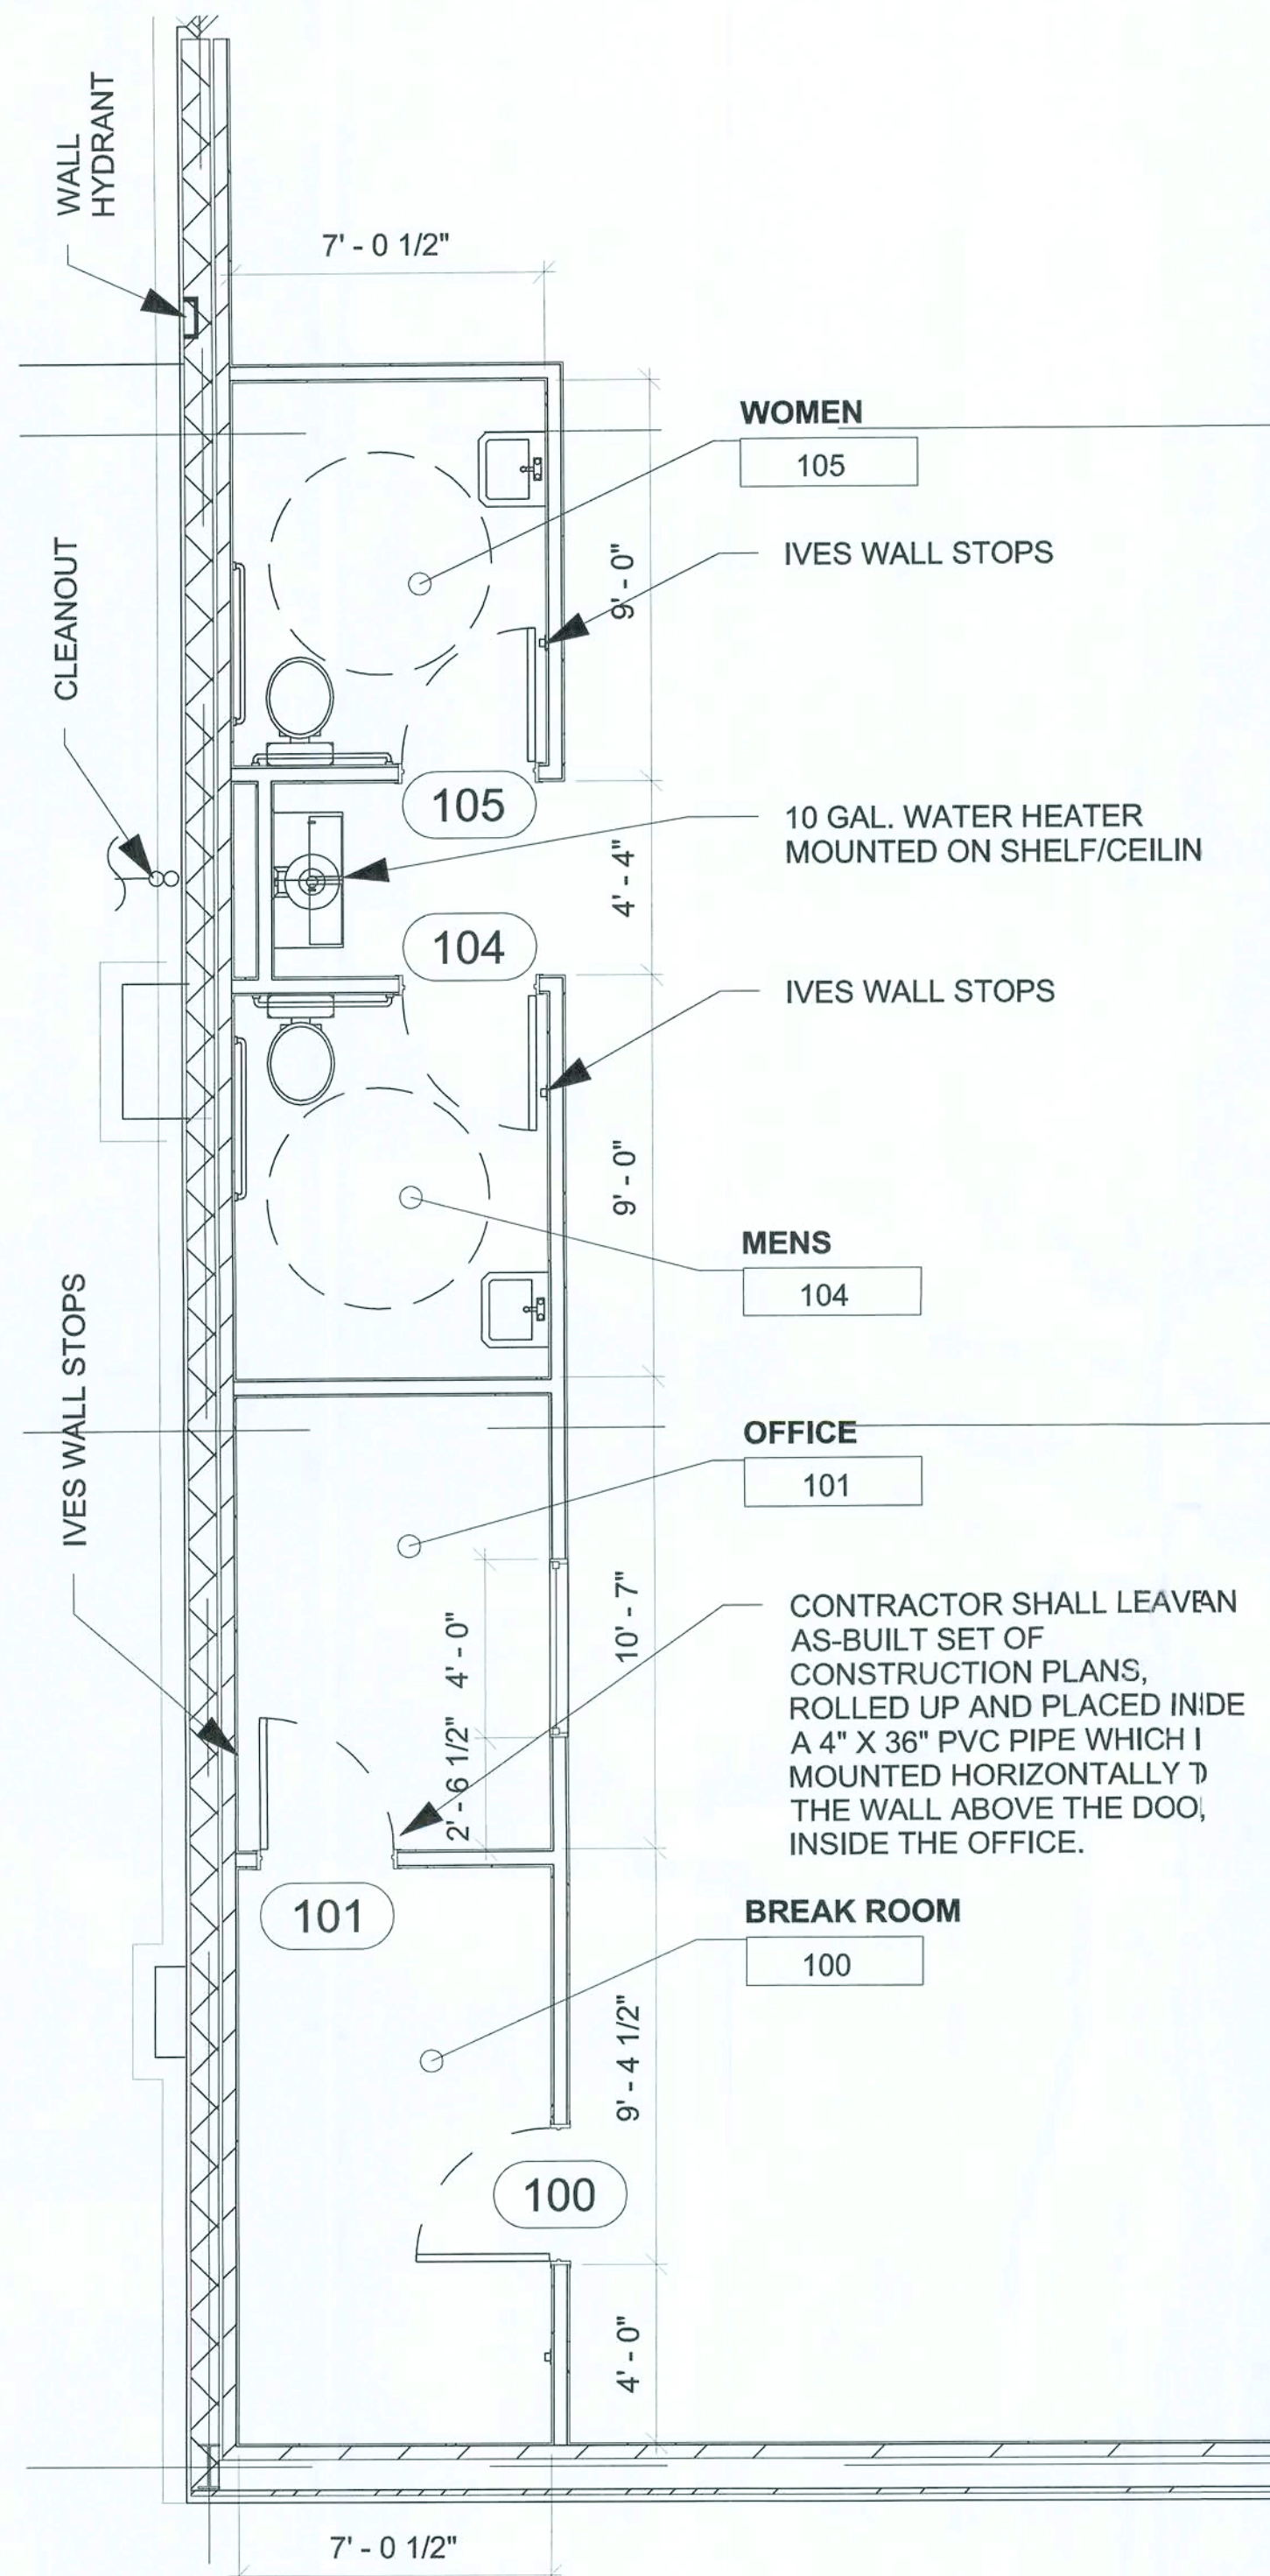 WALL
HYDRANT
7' - 0 1/2"
WOMEN
105
IVES WALL STOPS
9' - 0"
CLEANOUT
105
10 GAL. WATER HEATER
MOUNTED ON SHELF/CEILIN
4' - 4"
104
IVES WALL STOPS
9' - 0"
MENS
104
IVES WALL STOPS
OFFICE
101
4' - 0"
10' - 7"
2' - 6 1/2"
CONTRACTOR SHALL LEAVE AN
AS-BUILT SET OF
CONSTRUCTION PLANS,
ROLLED UP AND PLACED INIDE
A 4" X 36" PVC PIPE WHICH I
MOUNTED HORIZONTALLY T
THE WALL ABOVE THE DOO,
INSIDE THE OFFICE.
101
BREAK ROOM
100
9' - 4 1/2"
100
4' - 0"
7' - 0 1/2"